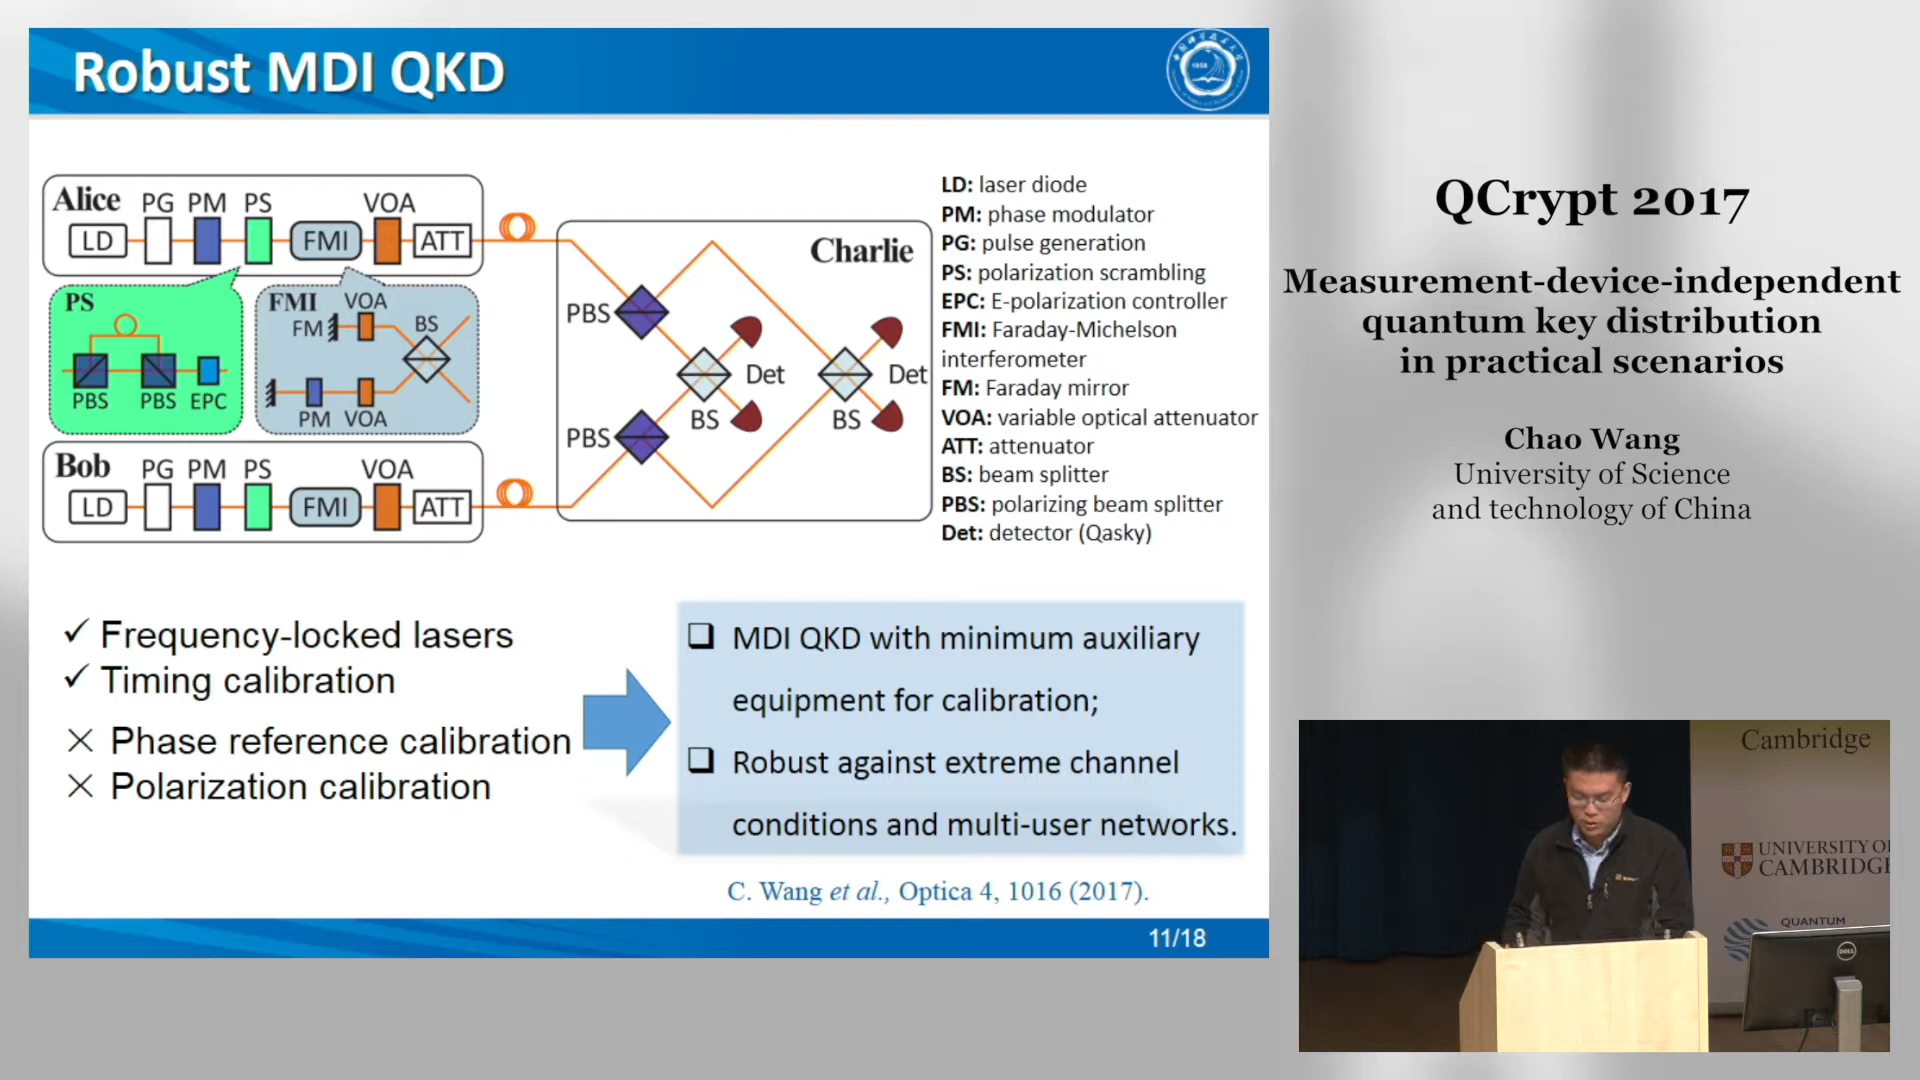 Robust MDI QKD
1958
Alice PG PM PS VOA
LD FMI ATT
PS
PBS PBS EPC
FMI VOA
FM BS
PM VOA
Bob PG PM PS VOA
LD FMI ATT
Charlie
PBS
Det Det
BS BS
PBS
LD: laser diode
PM: phase modulator
PG: pulse generation
PS: polarization scrambling
EPC: E-polarization controller
FMI: Faraday-Michelson
interferometer
FM: Faraday mirror
VOA: variable optical attenuator
ATT: attenuator
BS: beam splitter
PBS: polarizing beam splitter
Det: detector (Qasky)
✓ Frequency-locked lasers
✓ Timing calibration
× Phase reference calibration
× Polarization calibration
❑ MDI QKD with minimum auxiliary
equipment for calibration;
❑ Robust against extreme channel
conditions and multi-user networks.
C. Wang et al., Optica 4, 1016 (2017).
11/18
QCrypt 2017
Measurement-device-independent
quantum key distribution
in practical scenarios
Chao Wang
University of Science
and technology of China
Cambridge
UNIVERSITY OF
CAMBRIDGE
QUANTUM
DELL